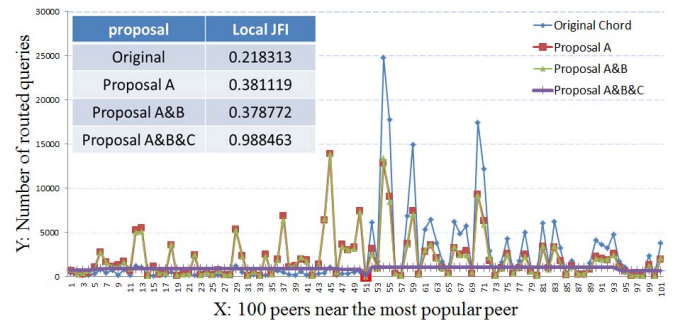 30000
25000
20000
15000
10000
5000
0
Y: Number of routed queries
proposal Local JFI
Original 0.218313
Proposal A 0.381119
Proposal A&B 0.378772
Proposal A&B&C 0.988463
Original Chord
Proposal A
Proposal A&B
Proposal A&B&C
1 3 5 7 9 11 13 15 17 19 21 23 25 27 29 31 33 35 37 39 41 43 45 47 49 51 53 55 57 59 61 63 65 67 69 71 73 75 77 79 81 83 85 87 89 91 93 95 97 99 101
X: 100 peers near the most popular peer